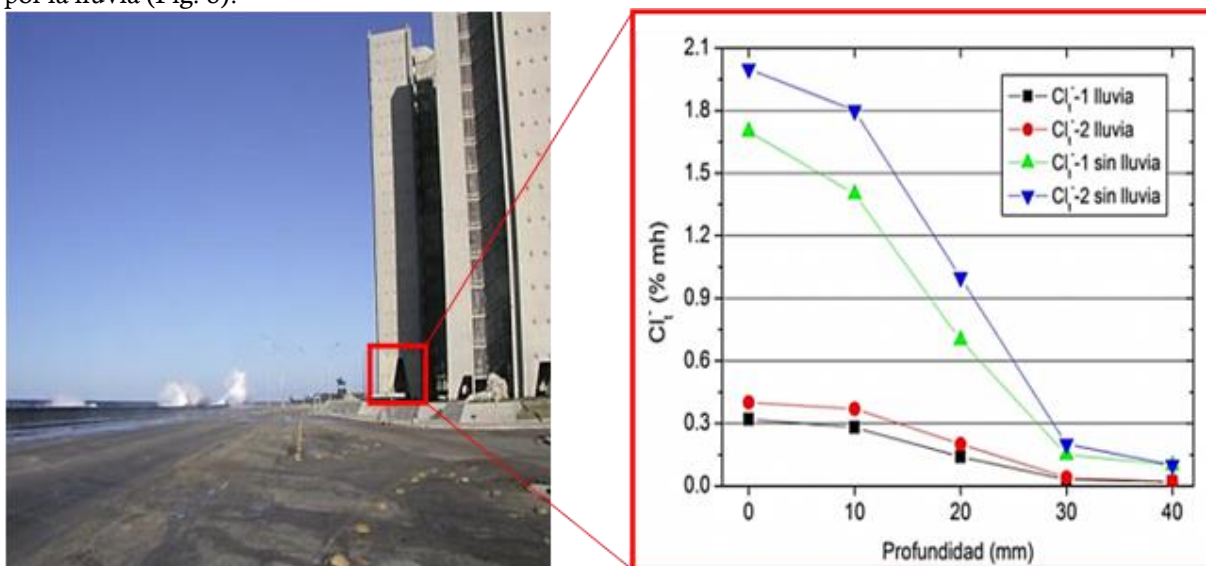 por la lluvia (Fig. 8).
2.1
1.8
1.5
1.2
0.9
0.6
0.3
0.0
Cl⁻t (% mh)
Cl⁻t-1 lluvia
Cl⁻t-2 lluvia
Cl⁻t-1 sin lluvia
Cl⁻t-2 sin lluvia
0 10 20 30 40
Profundidad (mm)